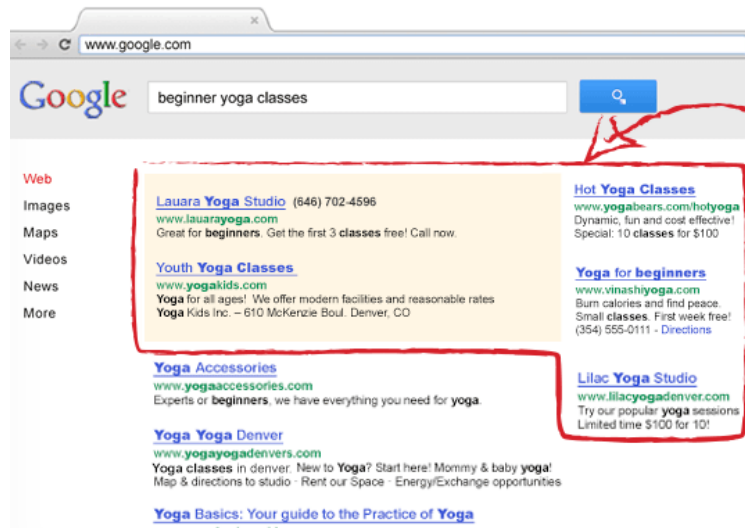 www.google.com
Google
beginner yoga classes
Web
Images
Maps
Videos
News
More
Lauara Yoga Studio (646) 702-4596
www.lauarayoga.com
Great for beginners. Get the first 3 classes free! Call now.
Youth Yoga Classes
www.yogakids.com
Yoga for all ages! We offer modern facilities and reasonable rates
Yoga Kids Inc. – 610 McKenzie Boul. Denver, CO
Hot Yoga Classes
www.yogabears.com/hotyoga
Dynamic, fun and cost effective!
Special: 10 classes for $100
Yoga for beginners
www.vinashiyoga.com
Burn calories and find peace.
Small classes. First week free!
(354) 555-0111 - Directions
Lilac Yoga Studio
www.lilacyogadenver.com
Try our popular yoga sessions
Limited time $100 for 10!
Yoga Accessories
www.yogaaccessories.com
Experts or beginners, we have everything you need for yoga.
Yoga Yoga Denver
www.yogayogadenvers.com
Yoga classes in denver. New to Yoga? Start here! Mommy & baby yoga!
Map & directions to studio · Rent our Space · Energy/Exchange opportunities
Yoga Basics: Your guide to the Practice of Yoga